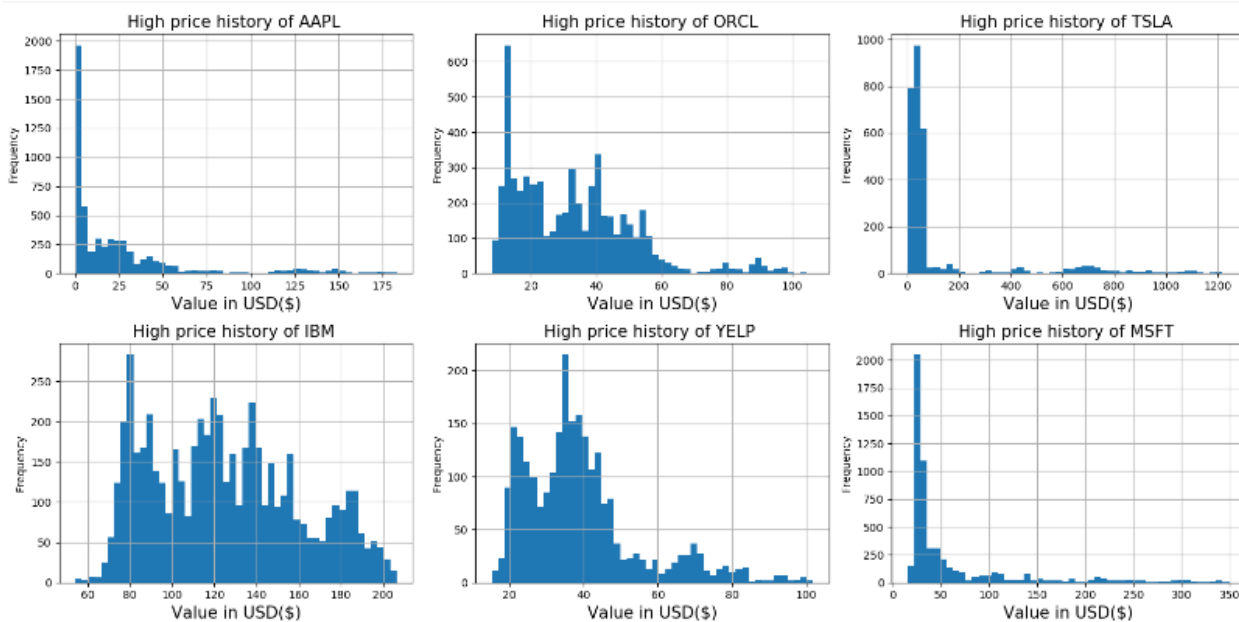 High price history of AAPL
2000
1750
1500
1250
1000
750
500
250
0
Frequency
0 25 50 75 100 125 150 175
Value in USD($)
High price history of ORCL
600
500
400
300
200
100
0
Frequency
20 40 60 80 100
Value in USD($)
High price history of TSLA
1000
800
600
400
200
0
Frequency
0 200 400 600 800 1000 1200
Value in USD($)
High price history of IBM
250
200
150
100
50
0
Frequency
60 80 100 120 140 160 180 200
Value in USD($)
High price history of YELP
200
150
100
50
0
Frequency
20 40 60 80 100
Value in USD($)
High price history of MSFT
2000
1750
1500
1250
1000
750
500
250
0
Frequency
0 50 100 150 200 250 300 350
Value in USD($)